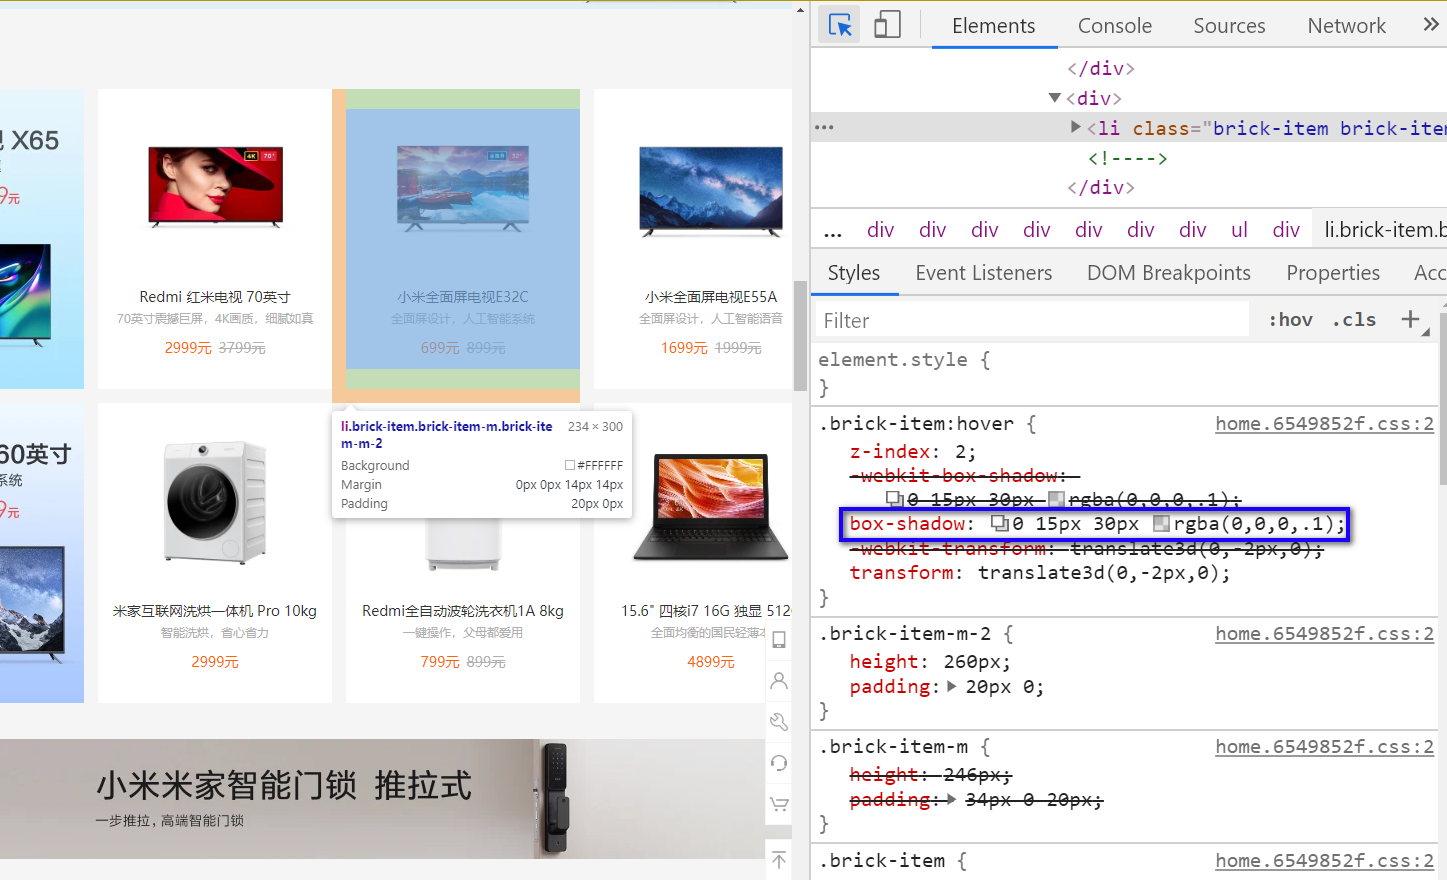 X65
9元
Redmi 红米电视 70英寸
70英寸震撼巨屏，4K画质，细腻如真
2999元 3799元
4K 70"
小米全面屏电视E32C
全面屏设计，人工智能系统
699元 899元
小米全面屏电视E55A
全面屏设计，人工智能语音
1699元 1999元
li.brick-item.brick-item-m.brick-ite
m-m-2
234 × 300
Background
#FFFFFF
Margin
0px 0px 14px 14px
Padding
20px 0px
60英寸
系统
9元
米家互联网洗烘一体机 Pro 10kg
智能洗烘，省心省力
2999元
Redmi全自动波轮洗衣机1A 8kg
一键操作，父母都爱用
799元 899元
15.6" 四核i7 16G 独显 512
全面均衡的国民轻薄本
4899元
小米米家智能门锁 推拉式
一步推拉，高端智能门锁
Elements Console Sources Network »
</div>
▼<div>
••• ▶<li class="brick-item brick-item
<!---->
</div>
... div div div div div div div ul div li.brick-item.b
Styles Event Listeners DOM Breakpoints Properties Acc
Filter :hov .cls +
element.style {
}
.brick-item:hover { home.6549852f.css:2
z-index: 2;
-webkit-box-shadow:
0 15px 30px rgba(0,0,0,.1);
box-shadow: 0 15px 30px rgba(0,0,0,.1);
-webkit-transform: translate3d(0,-2px,0);
transform: translate3d(0,-2px,0);
}
.brick-item-m-2 { home.6549852f.css:2
height: 260px;
padding:▶ 20px 0;
}
.brick-item-m { home.6549852f.css:2
height: 246px;
padding:▶ 34px 0 20px;
}
.brick-item { home.6549852f.css:2